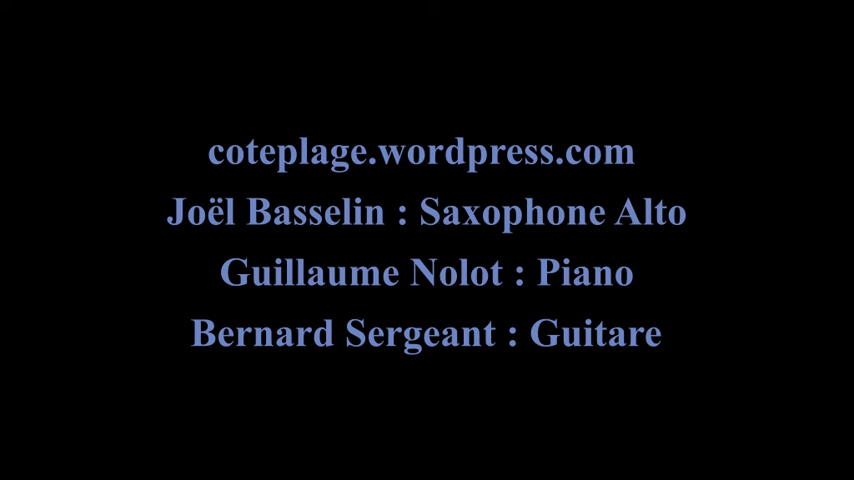 coteplage.wordpress.com
Joël Basselin : Saxophone Alto
Guillaume Nolot : Piano
Bernard Sergeant : Guitare